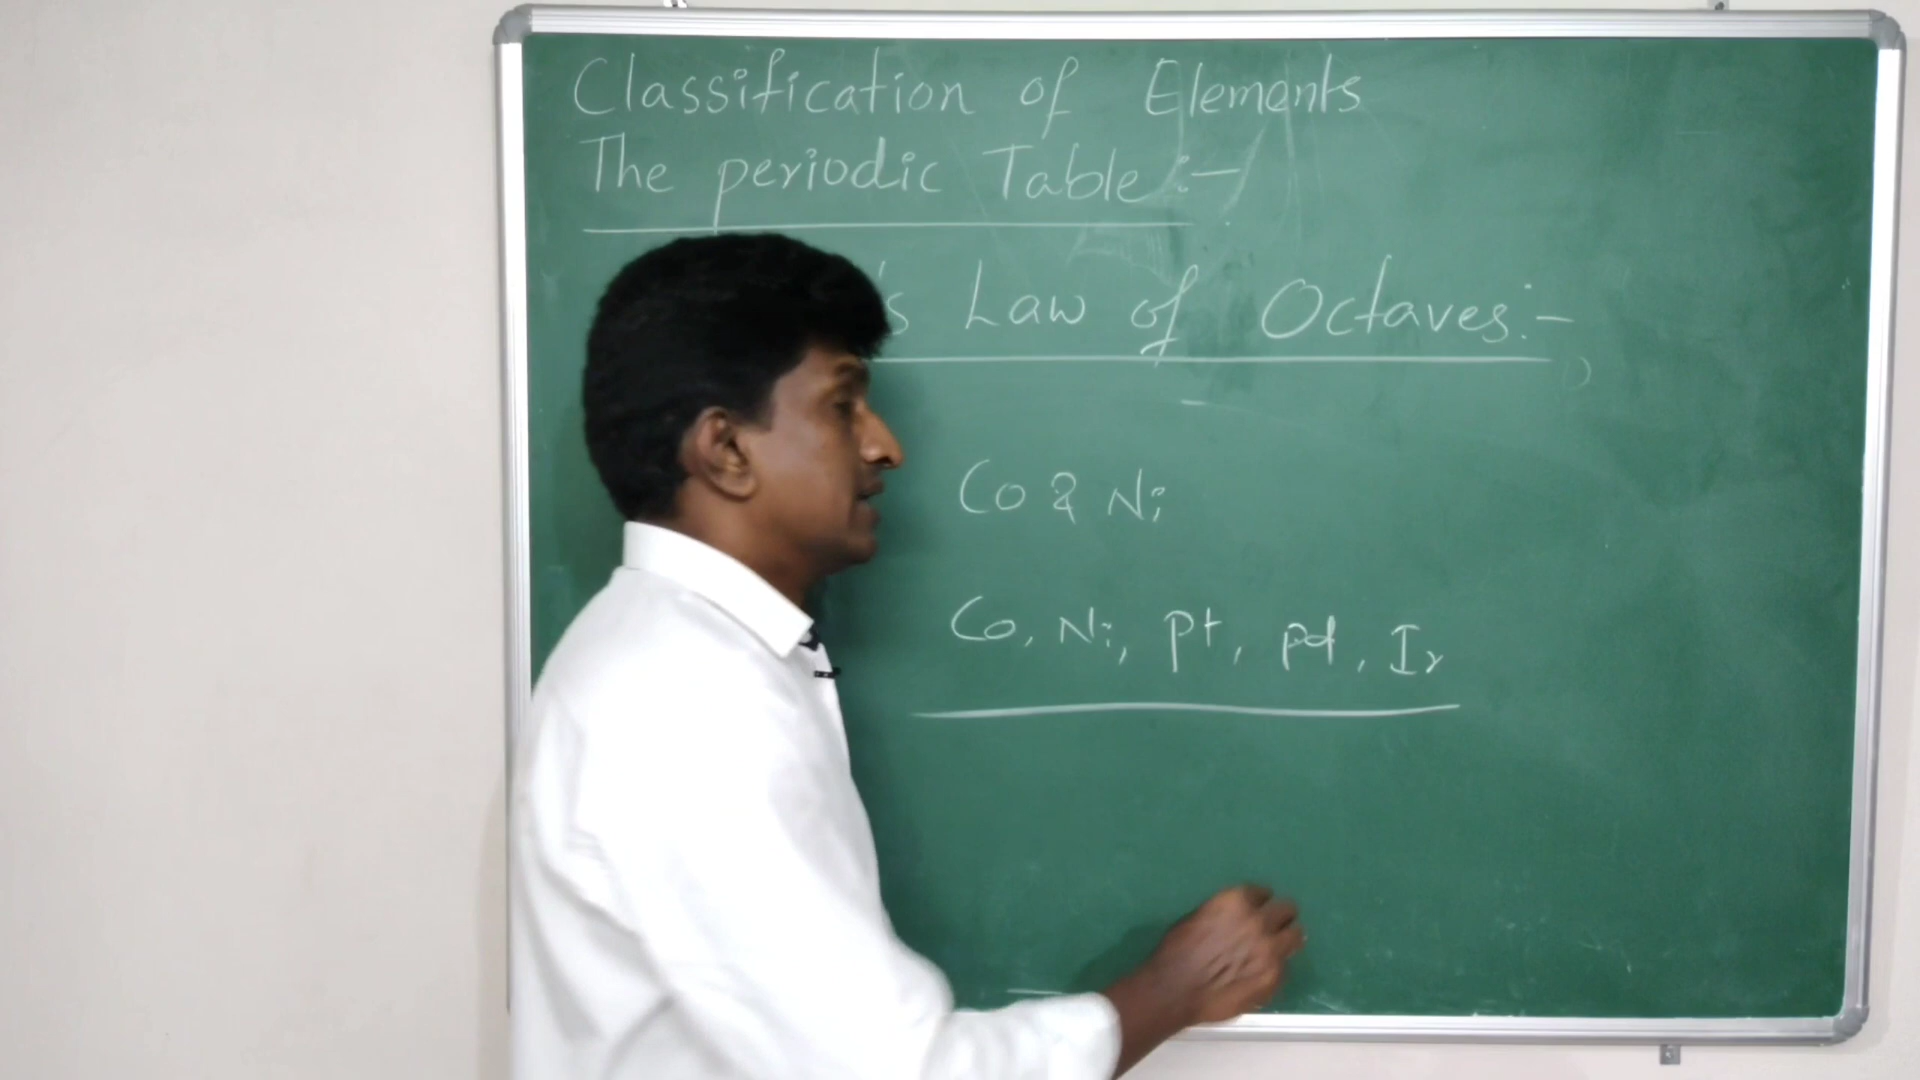 Classification of Elements
The periodic Table :-
's Law of Octaves:-
Co & Ni
Co, Ni, Pt, Pd, Ir